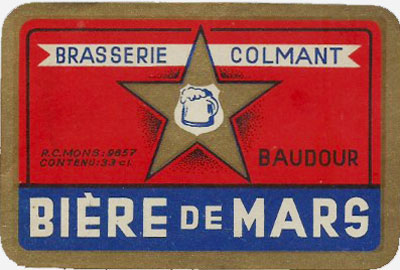 BRASSERIE COLMANT
R.C.MONS: 9657
CONTENU: 33 cl.
BAUDOUR
BIÈRE DE MARS